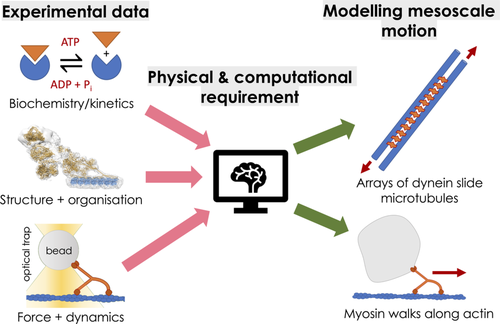 Experimental data
ATP
+
ADP + Pi
Biochemistry/kinetics
Structure + organisation
optical trap
bead
Force + dynamics
Physical & computational
requirement
Modelling mesoscale
motion
Arrays of dynein slide
microtubules
Myosin walks along actin